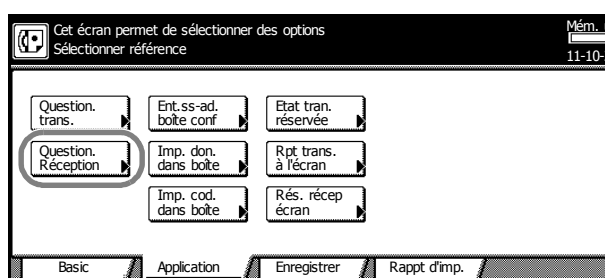 Cet écran permet de sélectionner des options
Sélectionner référence
Mém.
11-10-
Question.
trans.
Ent.ss-ad.
boîte conf
Etat tran.
réservée
Question.
Réception
Imp. don.
dans boîte
Rpt trans.
à l'écran
Imp. cod.
dans boîte
Rés. récep
écran
Basic
Application
Enregistrer
Rappt d'imp.